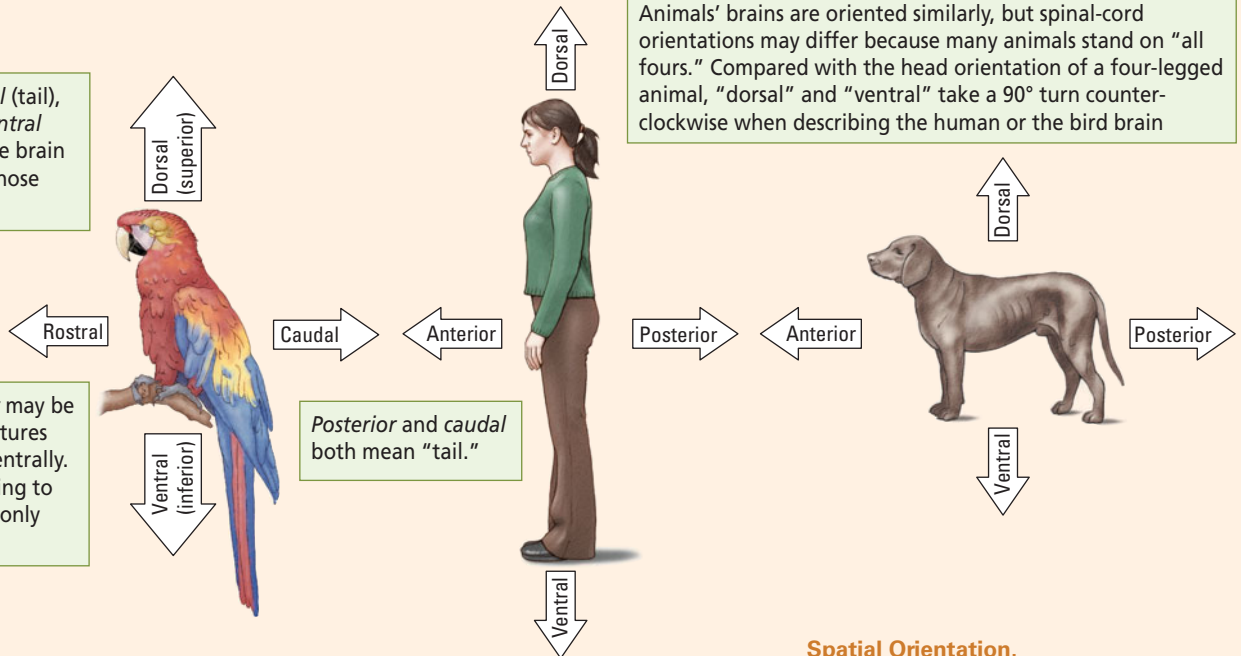 Animals’ brains are oriented similarly, but spinal-cord
orientations may differ because many animals stand on “all
fours.” Compared with the head orientation of a four-legged
animal, “dorsal” and “ventral” take a 90° turn counter-
clockwise when describing the human or the bird brain
(tail),
e brain
Dorsal
(superior)
Dorsal
Dorsal
Rostral
Caudal
Anterior
Posterior
Anterior
Posterior
may be
tures
entrally.
ing to
only
Ventral
(inferior)
Posterior and caudal
both mean “tail.”
Ventral
Ventral
Spatial Orientation.